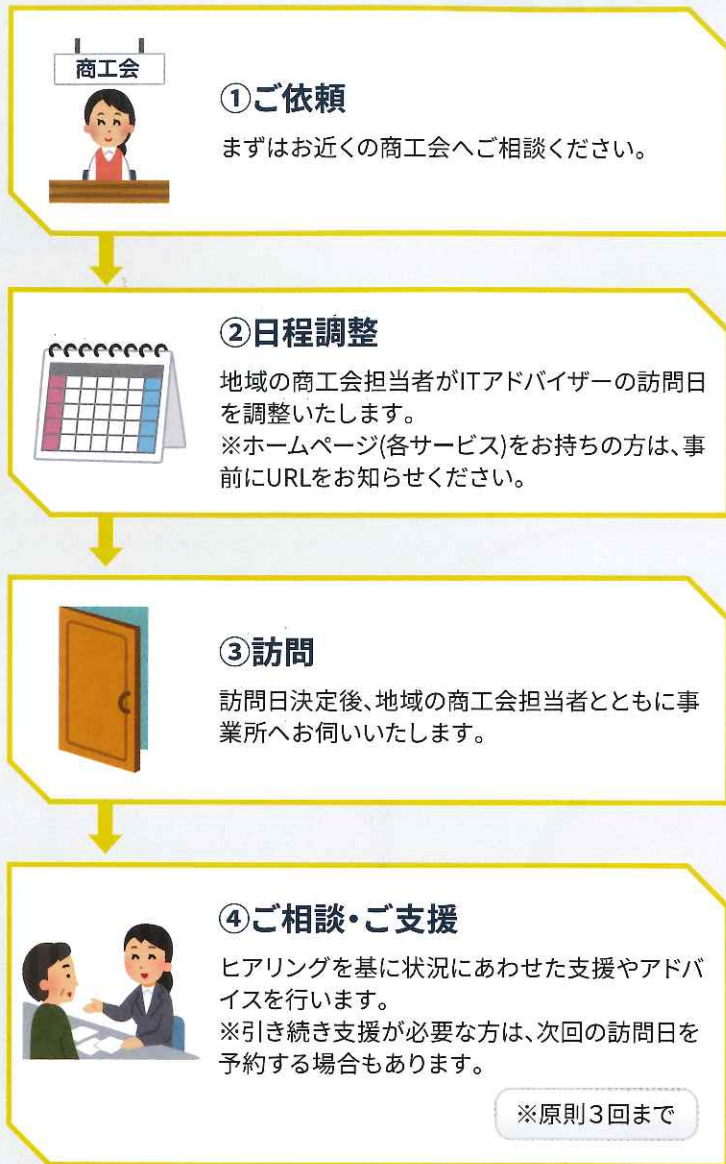 商工会
①ご依頼
まずはお近くの商工会へご相談ください。
②日程調整
地域の商工会担当者がITアドバイザーの訪問日
を調整いたします。
※ホームページ(各サービス)をお持ちの方は、事
前にURLをお知らせください。
③訪問
訪問日決定後、地域の商工会担当者とともに事
業所へお伺いいたします。
④ご相談・ご支援
ヒアリングを基に状況にあわせた支援やアドバ
イスを行います。
※引き続き支援が必要な方は、次回の訪問日を
予約する場合もあります。
※原則３回まで